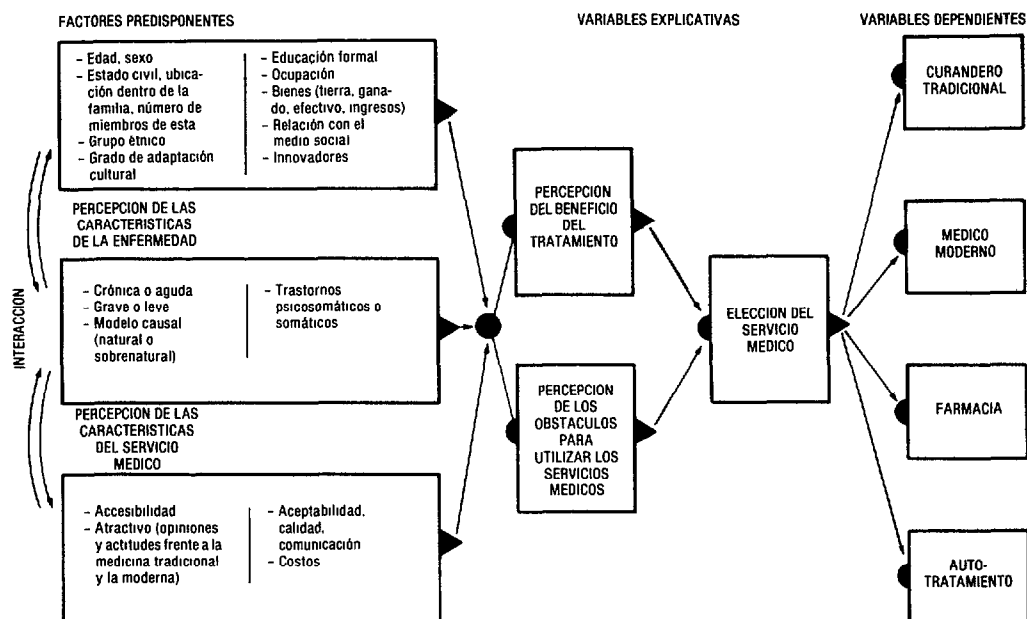 FACTORES PREDISPONENTES
VARIABLES EXPLICATIVAS
VARIABLES DEPENDIENTES
– Edad, sexo
– Estado civil, ubica-
ción dentro de la
familia, número de
miembros de esta
– Grupo étnico
– Grado de adaptación
cultural
– Educación formal
– Ocupación
– Bienes (tierra, gana-
do, efectivo, ingresos)
– Relación con el
medio social
– Innovadores
INTERACCION
PERCEPCION DE LAS
CARACTERISTICAS
DE LA ENFERMEDAD
– Crónica o aguda
– Grave o leve
– Modelo causal
(natural o
sobrenatural)
– Trastornos
psicosomáticos o
somáticos
PERCEPCION DE LAS
CARACTERISTICAS
DEL SERVICIO
MEDICO
– Accesibilidad
– Atractivo (opiniones
y actitudes frente a la
medicina tradicional
y la moderna)
– Aceptabilidad,
calidad,
comunicación
– Costos
PERCEPCION
DEL BENEFICIO
DEL
TRATAMIENTO
PERCEPCION
DE LOS
OBSTACULOS
PARA
UTILIZAR LOS
SERVICIOS
MEDICOS
ELECCION DEL
SERVICIO
MEDICO
CURANDERO
TRADICIONAL
MEDICO
MODERNO
FARMACIA
AUTO-
TRATAMIENTO